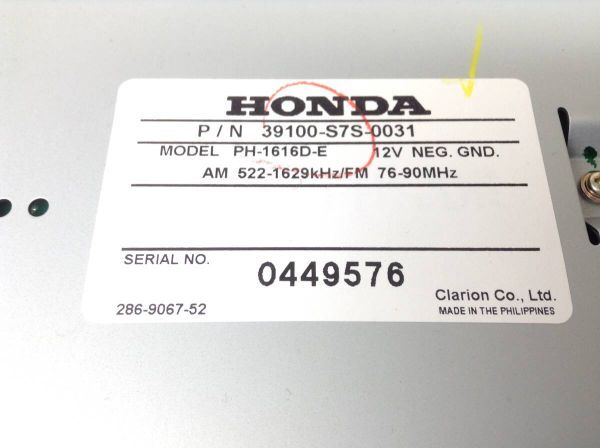 HONDA
P / N 39100-S7S-0031
MODEL PH-1616D-E 12V NEG. GND.
AM 522-1629kHz/FM 76-90MHz
SERIAL NO. 0449576
286-9067-52 Clarion Co., Ltd.
MADE IN THE PHILIPPINES